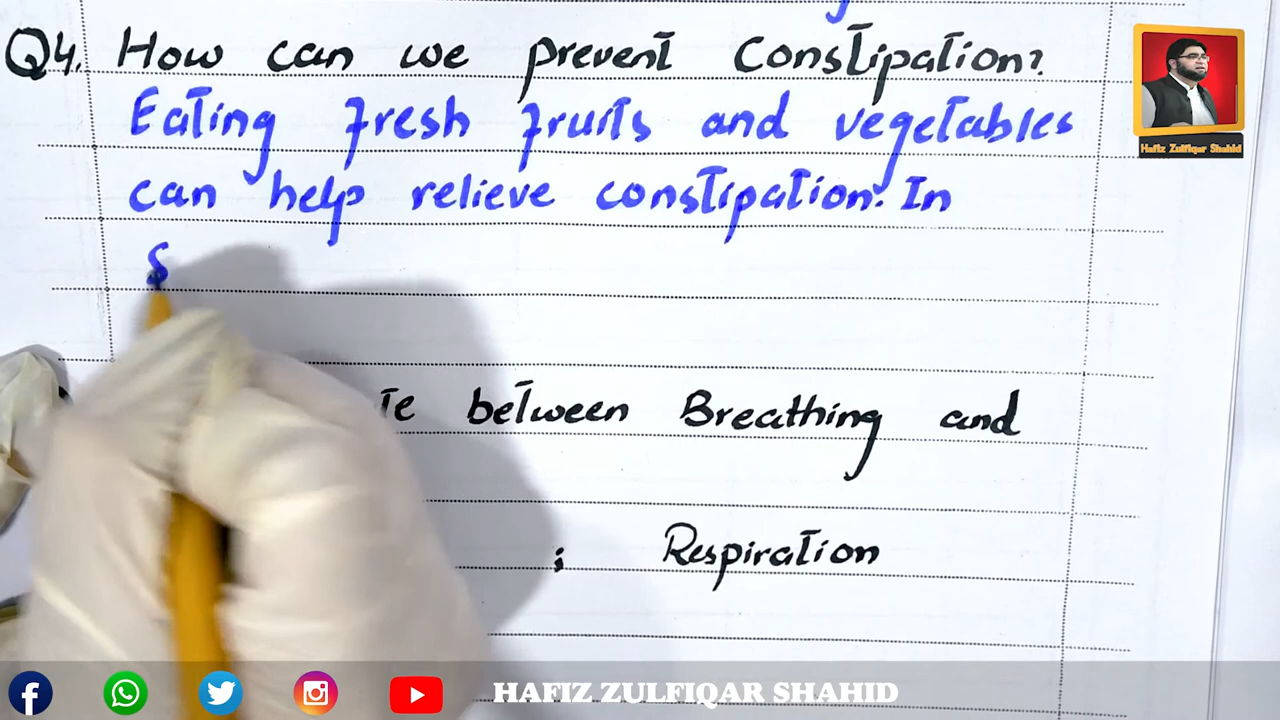 Q4. How can we prevent Constipation?
Eating fresh fruits and vegetables
can help relieve constipation. In
s
between Breathing and
; Respiration
Hafiz Zulfiqar Shahid
HAFIZ ZULFIQAR SHAHID